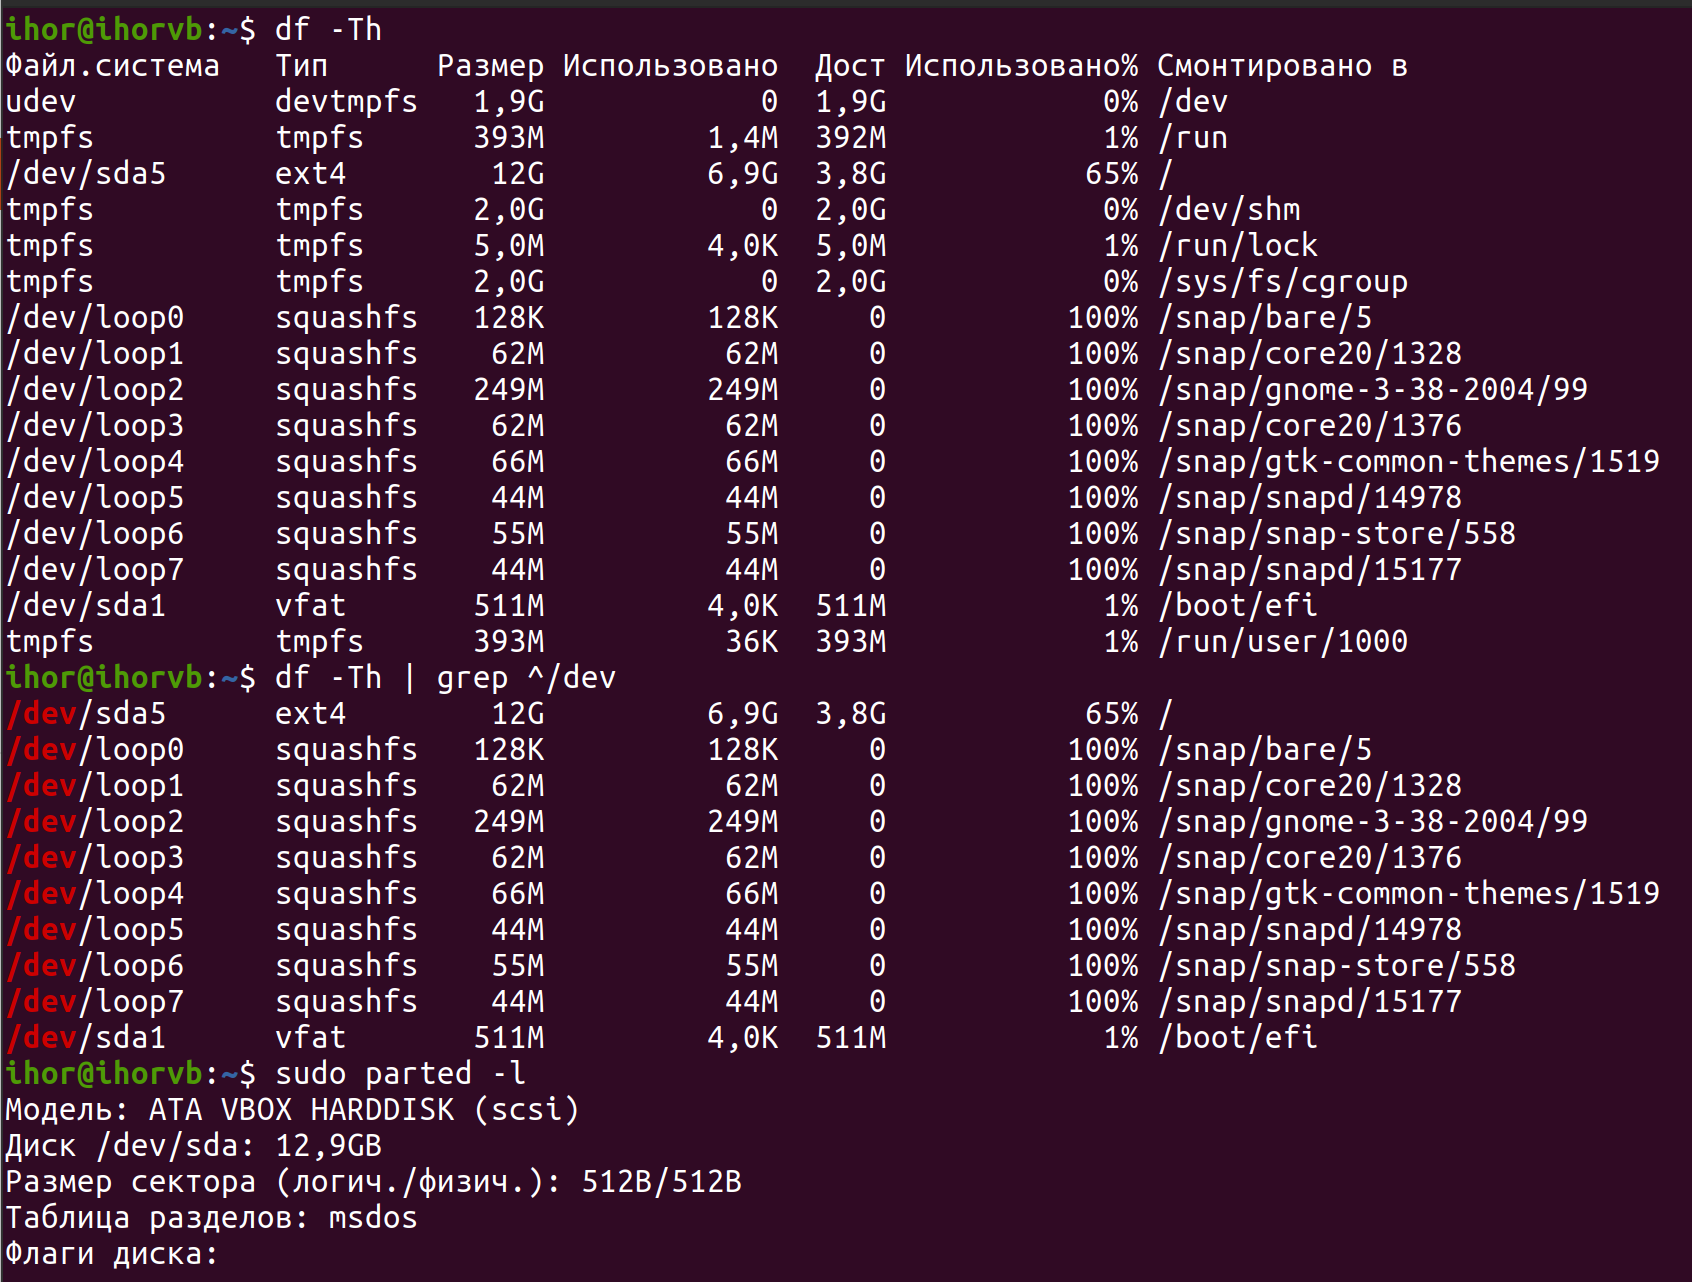 ihor@ihorvb:~$ df -Th
Файл.система   Тип      Размер Использовано  Дост Использовано% Смонтировано в
udev           devtmpfs   1,9G            0  1,9G            0% /dev
tmpfs          tmpfs      393M         1,4M  392M            1% /run
/dev/sda5      ext4        12G         6,9G  3,8G           65% /
tmpfs          tmpfs      2,0G            0  2,0G            0% /dev/shm
tmpfs          tmpfs      5,0M         4,0K  5,0M            1% /run/lock
tmpfs          tmpfs      2,0G            0  2,0G            0% /sys/fs/cgroup
/dev/loop0     squashfs   128K         128K     0          100% /snap/bare/5
/dev/loop1     squashfs    62M          62M     0          100% /snap/core20/1328
/dev/loop2     squashfs   249M         249M     0          100% /snap/gnome-3-38-2004/99
/dev/loop3     squashfs    62M          62M     0          100% /snap/core20/1376
/dev/loop4     squashfs    66M          66M     0          100% /snap/gtk-common-themes/1519
/dev/loop5     squashfs    44M          44M     0          100% /snap/snapd/14978
/dev/loop6     squashfs    55M          55M     0          100% /snap/snap-store/558
/dev/loop7     squashfs    44M          44M     0          100% /snap/snapd/15177
/dev/sda1      vfat       511M         4,0K  511M            1% /boot/efi
tmpfs          tmpfs      393M          36K  393M            1% /run/user/1000
ihor@ihorvb:~$ df -Th | grep ^/dev
/dev/sda5      ext4        12G         6,9G  3,8G           65% /
/dev/loop0     squashfs   128K         128K     0          100% /snap/bare/5
/dev/loop1     squashfs    62M          62M     0          100% /snap/core20/1328
/dev/loop2     squashfs   249M         249M     0          100% /snap/gnome-3-38-2004/99
/dev/loop3     squashfs    62M          62M     0          100% /snap/core20/1376
/dev/loop4     squashfs    66M          66M     0          100% /snap/gtk-common-themes/1519
/dev/loop5     squashfs    44M          44M     0          100% /snap/snapd/14978
/dev/loop6     squashfs    55M          55M     0          100% /snap/snap-store/558
/dev/loop7     squashfs    44M          44M     0          100% /snap/snapd/15177
/dev/sda1      vfat       511M         4,0K  511M            1% /boot/efi
ihor@ihorvb:~$ sudo parted -l
Модель: ATA VBOX HARDDISK (scsi)
Диск /dev/sda: 12,9GB
Размер сектора (логич./физич.): 512B/512B
Таблица разделов: msdos
Флаги диска: